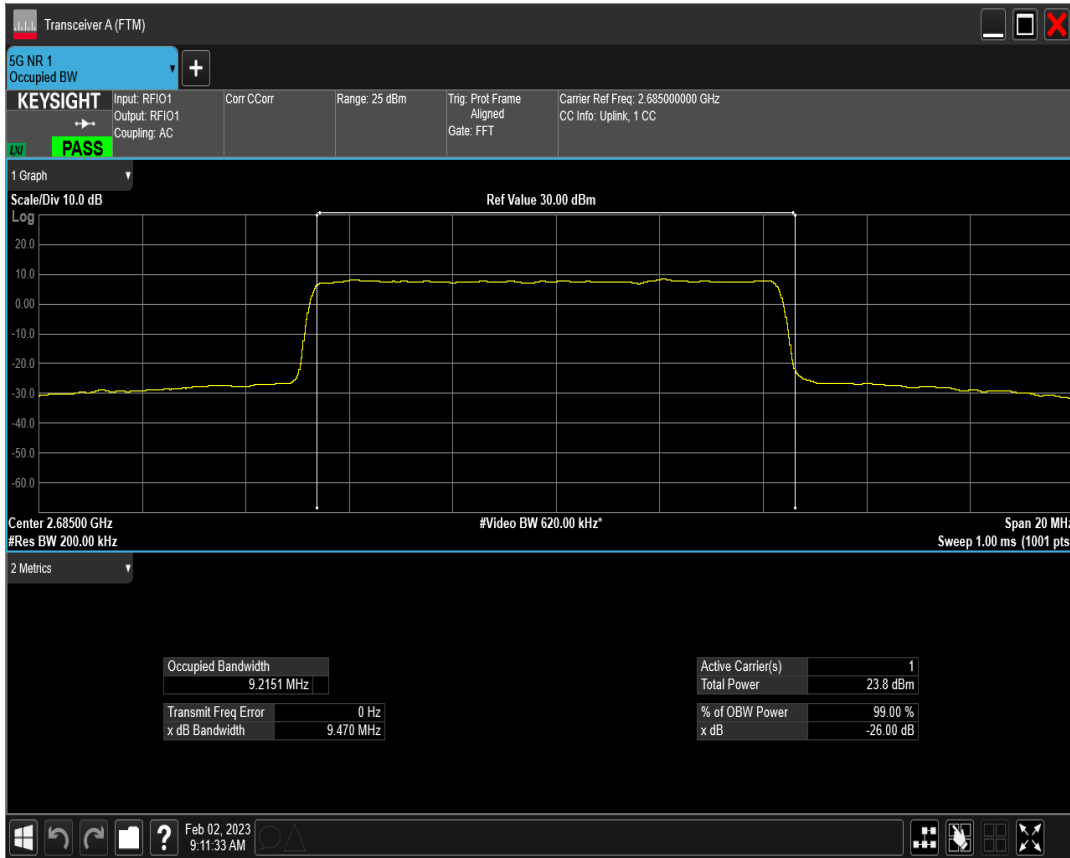 Transceiver A (FTM)
5G NR 1
Occupied BW
+
KEYSIGHT
Input: RFIO1
Output: RFIO1
Coupling: AC
Corr CCorr
Range: 25 dBm
Trig: Prot Frame
Aligned
Gate: FFT
Carrier Ref Freq: 2.685000000 GHz
CC Info: Uplink, 1 CC
LXI
PASS
1 Graph
Scale/Div 10.0 dB
Ref Value 30.00 dBm
Log
20.0
10.0
0.00
-10.0
-20.0
-30.0
-40.0
-50.0
-60.0
Center 2.68500 GHz
#Video BW 620.00 kHz*
Span 20 MHz
#Res BW 200.00 kHz
Sweep 1.00 ms (1001 pts
2 Metrics
Occupied Bandwidth
9.2151 MHz
Transmit Freq Error 0 Hz
x dB Bandwidth 9.470 MHz
Active Carrier(s) 1
Total Power 23.8 dBm
% of OBW Power 99.00 %
x dB -26.00 dB
?
Feb 02, 2023
9:11:33 AM